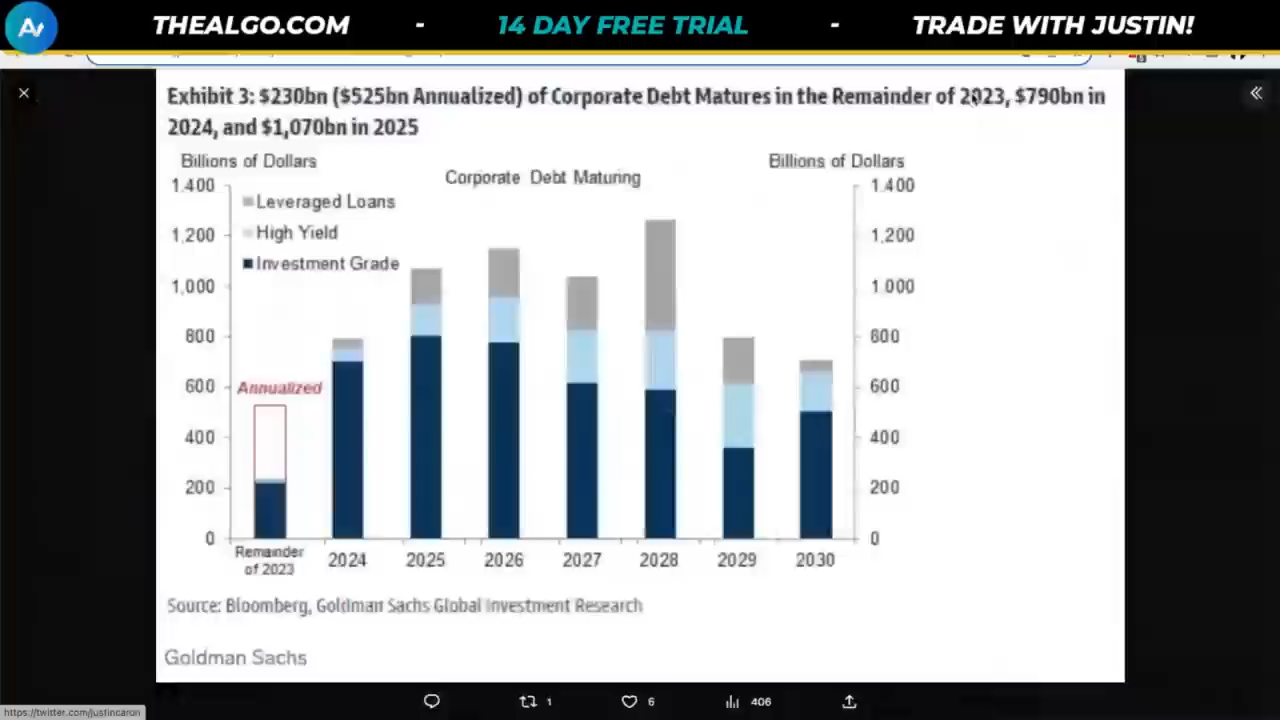 THEALGO.COM - 14 DAY FREE TRIAL - TRADE WITH JUSTIN!
Exhibit 3: $230bn ($525bn Annualized) of Corporate Debt Matures in the Remainder of 2023, $790bn in
2024, and $1,070bn in 2025
Billions of Dollars
Billions of Dollars
Corporate Debt Maturing
1,400
1,400
Leveraged Loans
1,200
1,200
High Yield
Investment Grade
1,000
1,000
800
800
Annualized
600
600
400
400
200
200
0
0
Remainder
of 2023
2024
2025
2026
2027
2028
2029
2030
Source: Bloomberg, Goldman Sachs Global Investment Research
Goldman Sachs
1
6
406
https://twitter.com/justincaron